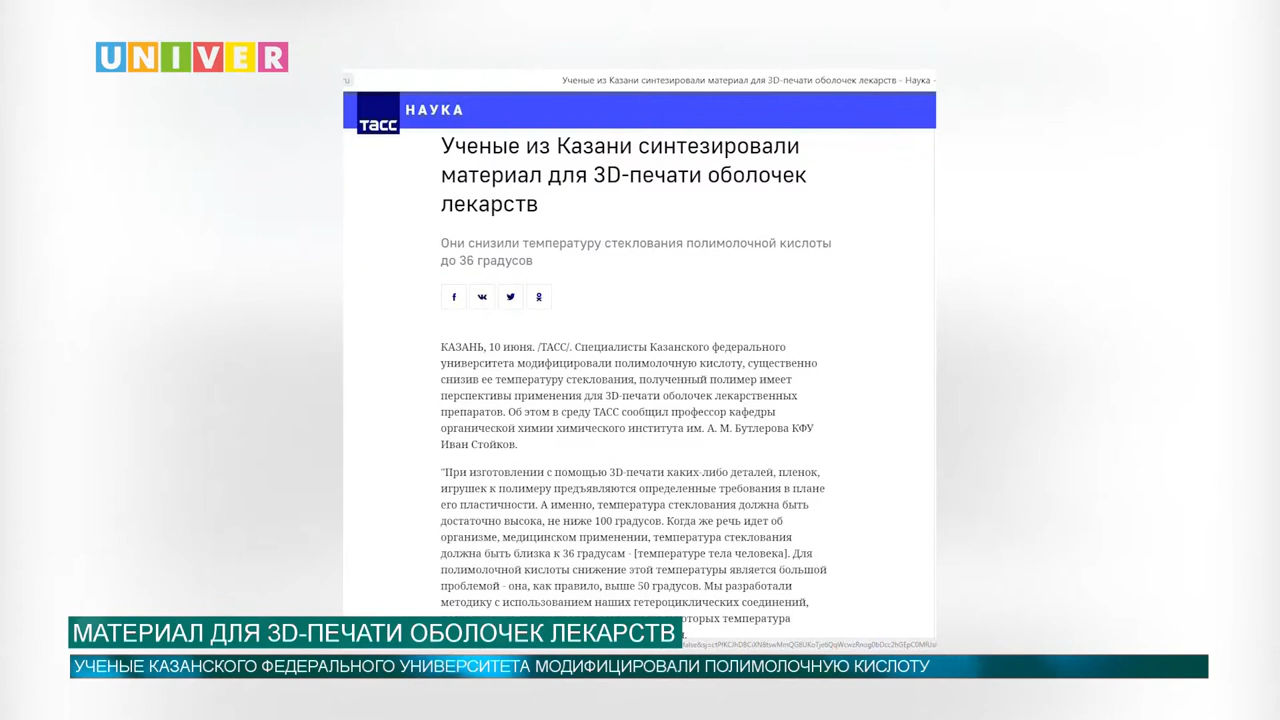 UNIVER
ru
Ученые из Казани синтезировали материал для 3D-печати оболочек лекарств - Наука -
ТАСС
НАУКА
Ученые из Казани синтезировали
материал для 3D-печати оболочек
лекарств
Они снизили температуру стеклования полимолочной кислоты
до 36 градусов
КАЗАНЬ, 10 июня. /ТАСС/. Специалисты Казанского федерального
университета модифицировали полимолочную кислоту, существенно
снизив ее температуру стеклования, полученный полимер имеет
перспективы применения для 3D-печати оболочек лекарственных
препаратов. Об этом в среду ТАСС сообщил профессор кафедры
органической химии химического института им. А. М. Бутлерова КФУ
Иван Стойков.
"При изготовлении с помощью 3D-печати каких-либо деталей, пленок,
игрушек к полимеру предъявляются определенные требования в плане
его пластичности. А именно, температура стеклования должна быть
достаточно высока, не ниже 100 градусов. Когда же речь идет об
организме, медицинском применении, температура стеклования
должна быть близка к 36 градусам - [температуре тела человека]. Для
полимолочной кислоты снижение этой температуры является большой
проблемой - она, как правило, выше 50 градусов. Мы разработали
методику с использованием наших гетероциклических соединений,
температура
МАТЕРИАЛ ДЛЯ 3D-ПЕЧАТИ ОБОЛОЧЕК ЛЕКАРСТВ
УЧЕНЫЕ КАЗАНСКОГО ФЕДЕРАЛЬНОГО УНИВЕРСИТЕТА МОДИФИЦИРОВАЛИ ПОЛИМОЛОЧНУЮ КИСЛОТУ